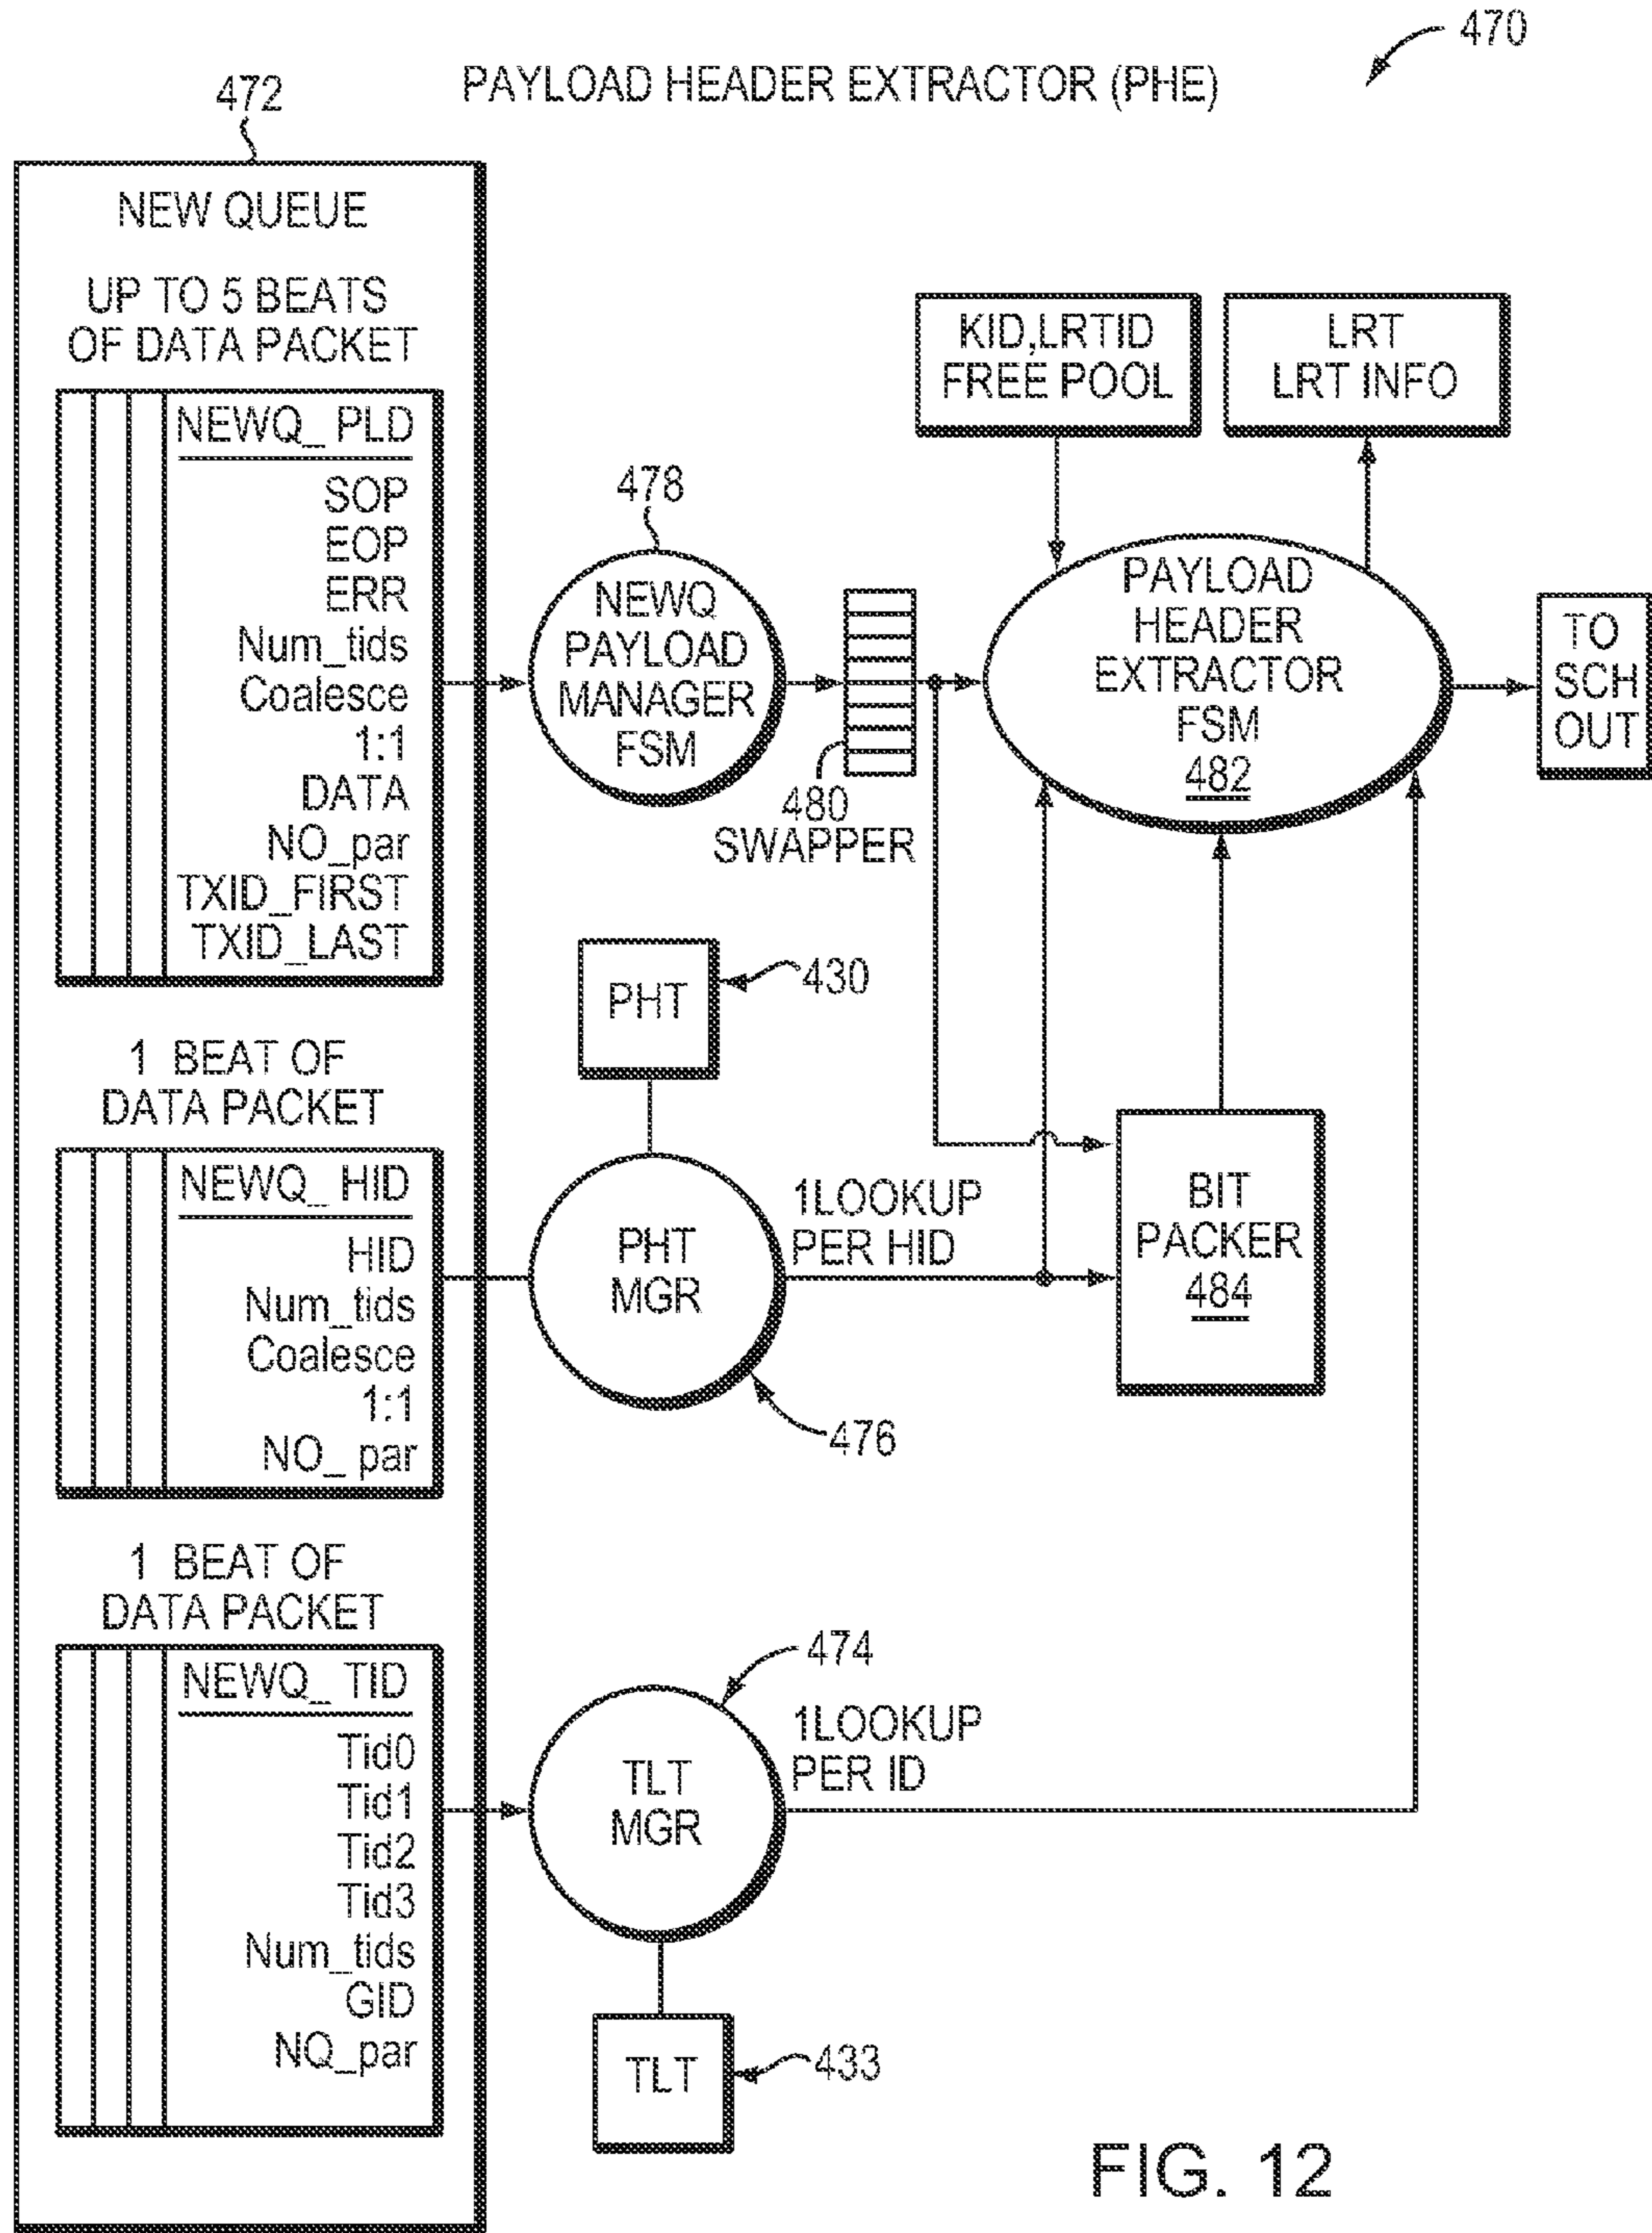 470
PAYLOAD HEADER EXTRACTOR (PHE)
472
NEW QUEUE
UP TO 5 BEATS
OF DATA PACKET
NEWQ_ PLD
SOP
EOP
ERR
Num_tids
Coalesce
1:1
DATA
NO_par
TXID_FIRST
TXID_LAST
1 BEAT OF
DATA PACKET
NEWQ_ HID
HID
Num_tids
Coalesce
1:1
NO_ par
1 BEAT OF
DATA PACKET
NEWQ_ TID
Tid0
Tid1
Tid2
Tid3
Num_tids
GID
NQ_par
478
NEWQ
PAYLOAD
MANAGER
FSM
480
SWAPPER
KID,LRTID
FREE POOL
LRT
LRT INFO
PAYLOAD
HEADER
EXTRACTOR
FSM
482
TO
SCH
OUT
PHT
430
PHT
MGR
476
1LOOKUP
PER HID
BIT
PACKER
484
474
TLT
MGR
1LOOKUP
PER ID
TLT
433
FIG. 12